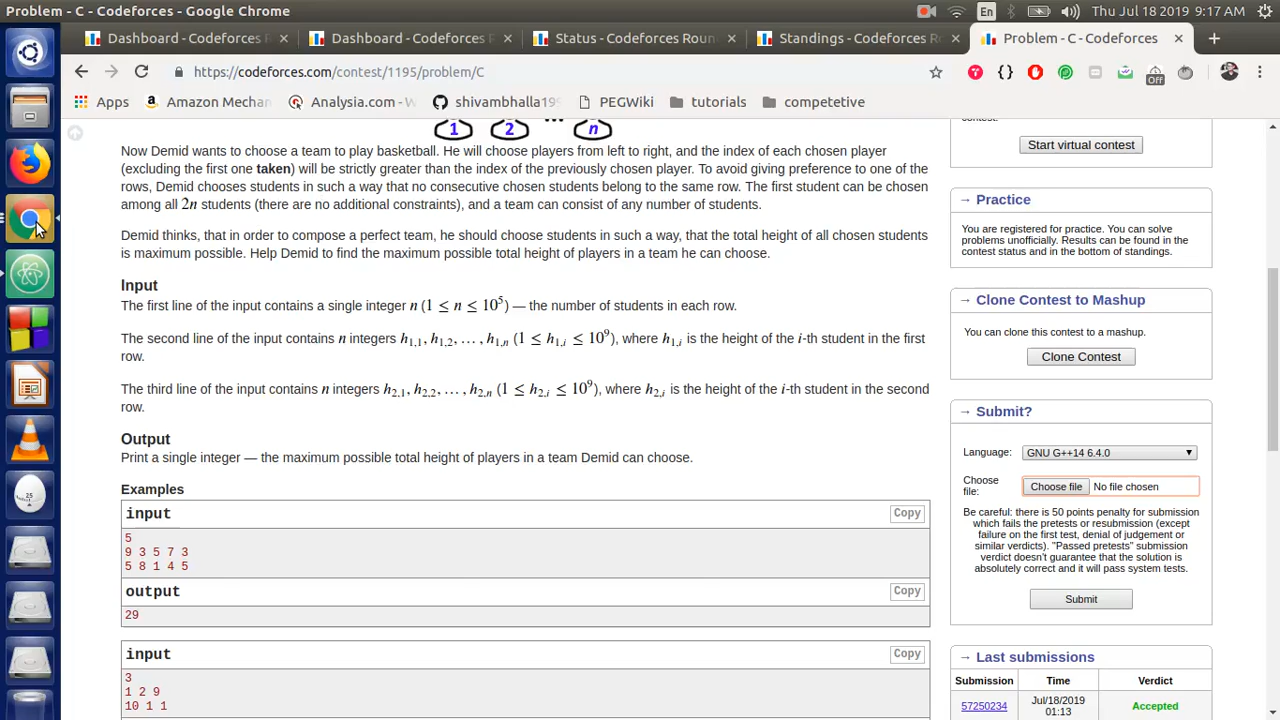 Problem - C - Codeforces - Google Chrome
En
Thu Jul 18 2019 9:17 AM
Dashboard - Codeforces
Dashboard - Codeforces
Status - Codeforces Roun
Standings - Codeforces R
Problem - C - Codeforces
https://codeforces.com/contest/1195/problem/C
Off
Apps
Amazon Mechan
Analysia.com - W
shivambhalla195
PEGWiki
tutorials
competetive
1 2 ... n
Now Demid wants to choose a team to play basketball. He will choose players from left to right, and the index of each chosen player
(excluding the first one taken) will be strictly greater than the index of the previously chosen player. To avoid giving preference to one of the
rows, Demid chooses students in such a way that no consecutive chosen students belong to the same row. The first student can be chosen
among all 2n students (there are no additional constraints), and a team can consist of any number of students.
Demid thinks, that in order to compose a perfect team, he should choose students in such a way, that the total height of all chosen students
is maximum possible. Help Demid to find the maximum possible total height of players in a team he can choose.
Input
The first line of the input contains a single integer n (1 ≤ n ≤ 10⁵) — the number of students in each row.
The second line of the input contains n integers h₁,₁, h₁,₂, …, h₁,ₙ (1 ≤ h₁,ᵢ ≤ 10⁹), where h₁,ᵢ is the height of the i-th student in the first
row.
The third line of the input contains n integers h₂,₁, h₂,₂, …, h₂,ₙ (1 ≤ h₂,ᵢ ≤ 10⁹), where h₂,ᵢ is the height of the i-th student in the second
row.
Output
Print a single integer — the maximum possible total height of players in a team Demid can choose.
Examples
input
Copy
5
9 3 5 7 3
5 8 1 4 5
output
Copy
29
input
Copy
3
1 2 9
10 1 1
contest.
Start virtual contest
→ Practice
You are registered for practice. You can solve
problems unofficially. Results can be found in the
contest status and in the bottom of standings.
→ Clone Contest to Mashup
You can clone this contest to a mashup.
Clone Contest
→ Submit?
Language:
GNU G++14 6.4.0
Choose
file:
Choose file
No file chosen
Be careful: there is 50 points penalty for submission
which fails the pretests or resubmission (except
failure on the first test, denial of judgement or
similar verdicts). "Passed pretests" submission
verdict doesn't guarantee that the solution is
absolutely correct and it will pass system tests.
Submit
→ Last submissions
Submission Time Verdict
57250234
Jul/18/2019
01:13
Accepted